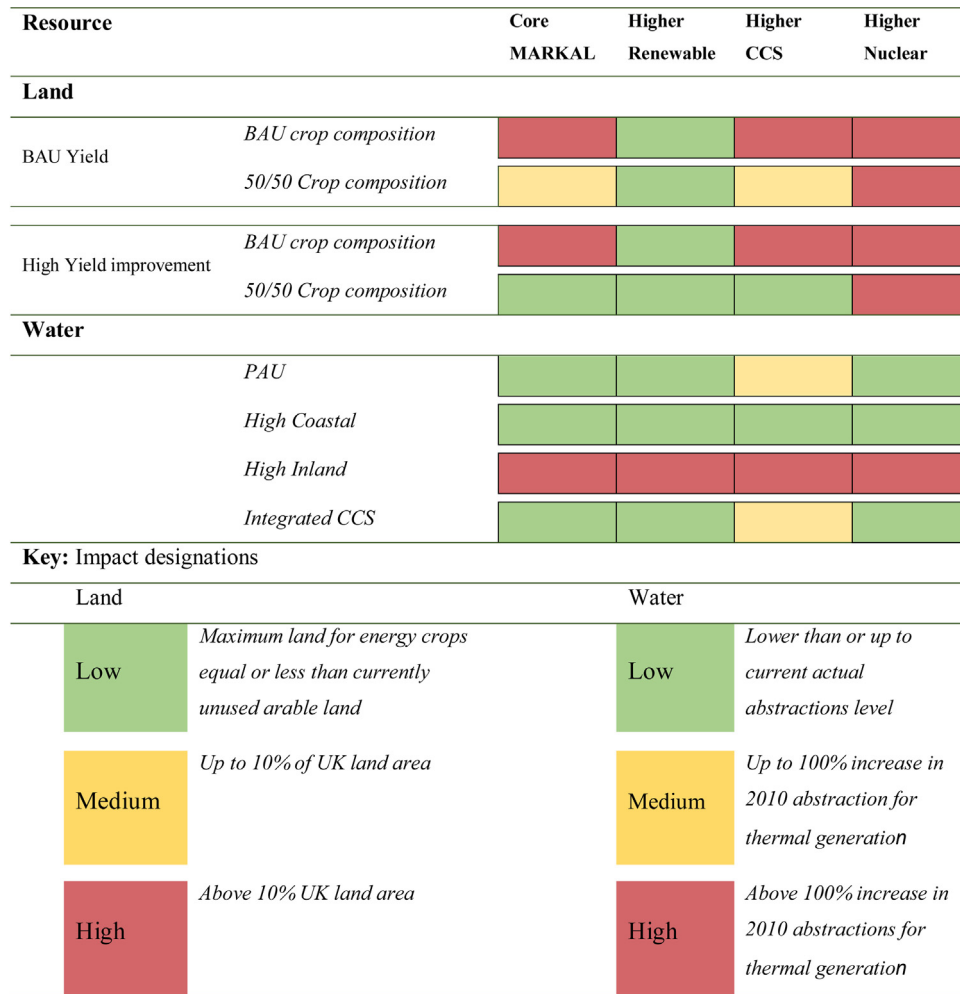 Resource Core Higher Higher Higher
MARKAL Renewable CCS Nuclear
Land
BAU Yield
BAU crop composition
50/50 Crop composition
High Yield improvement
BAU crop composition
50/50 Crop composition
Water
PAU
High Coastal
High Inland
Integrated CCS
Key: Impact designations
Land Water
Low
Maximum land for energy crops
equal or less than currently
unused arable land
Low
Lower than or up to
current actual
abstractions level
Medium
Up to 10% of UK land area
Medium
Up to 100% increase in
2010 abstraction for
thermal generation
High
Above 10% UK land area
High
Above 100% increase in
2010 abstractions for
thermal generation